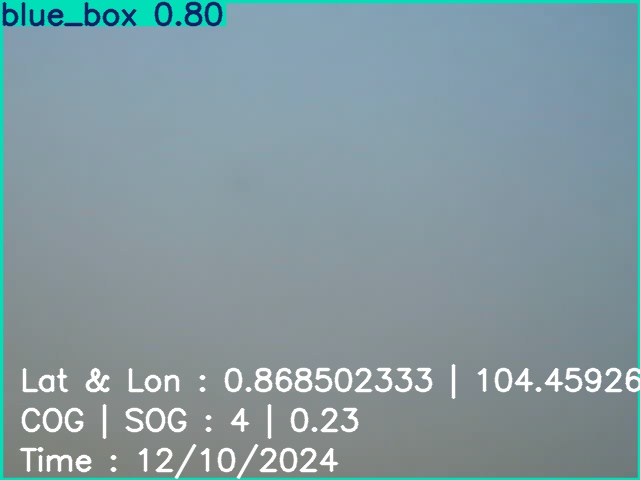 blue_box 0.80
Lat & Lon : 0.868502333 | 104.45926
COG | SOG : 4 | 0.23
Time : 12/10/2024